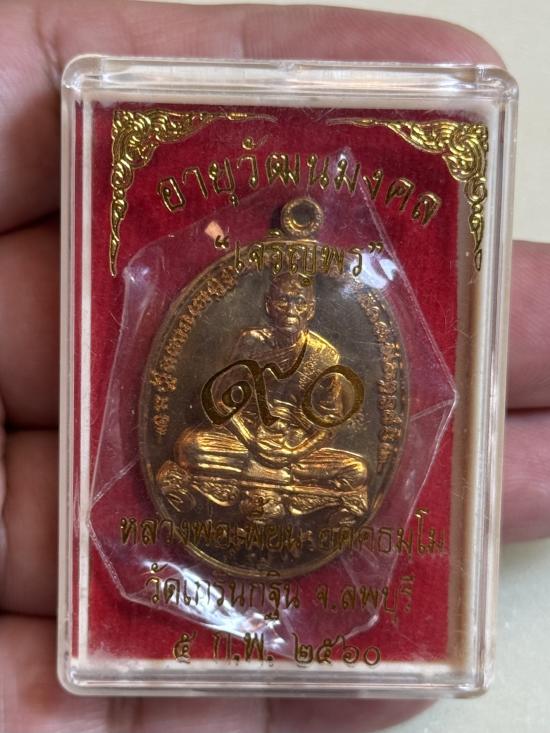 อายุวัฒนมงคล
“เจริญพร”
๙๐
หลวงพ่อเพี้ยน อัคคธมฺโม
วัดเกริ่นกฐิน จ.ลพบุรี
๕ ก.พ. ๒๕๖๐